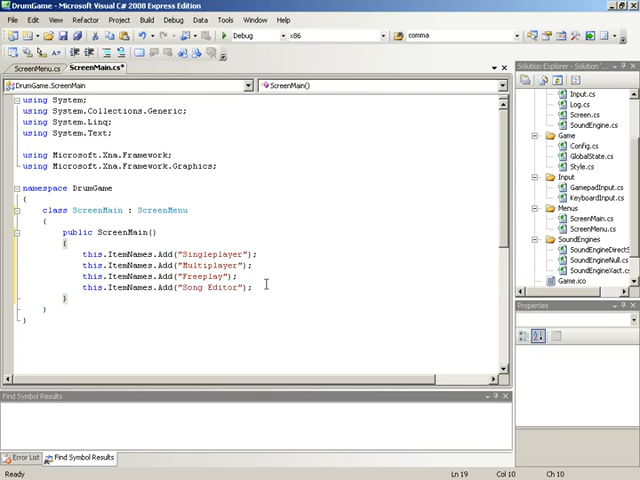 DrumGame - Microsoft Visual C# 2008 Express Edition
File Edit View Refactor Project Build Debug Data Tools Window Help
Debug x86 comma
ScreenMenu.cs ScreenMain.cs*
DrumGame.ScreenMain ScreenMain()
using System;
using System.Collections.Generic;
using System.Linq;
using System.Text;
using Microsoft.Xna.Framework;
using Microsoft.Xna.Framework.Graphics;
namespace DrumGame
{
class ScreenMain : ScreenMenu
{
public ScreenMain()
{
this.ItemNames.Add("Singleplayer");
this.ItemNames.Add("Multiplayer");
this.ItemNames.Add("Freeplay");
this.ItemNames.Add("Song Editor");
}
}
}
Solution Explorer - Solution '
Input.cs
Log.cs
Screen.cs
SoundEngine.cs
Game
Config.cs
GlobalState.cs
Style.cs
Input
GamepadInput.cs
KeyboardInput.cs
Menus
ScreenMain.cs
ScreenMenu.cs
SoundEngines
SoundEngineDirectS
SoundEngineNull.cs
SoundEngineXact.cs
Game.ico
Properties
Find Symbol Results
Error List Find Symbol Results
Ready Ln 19 Col 10 Ch 10